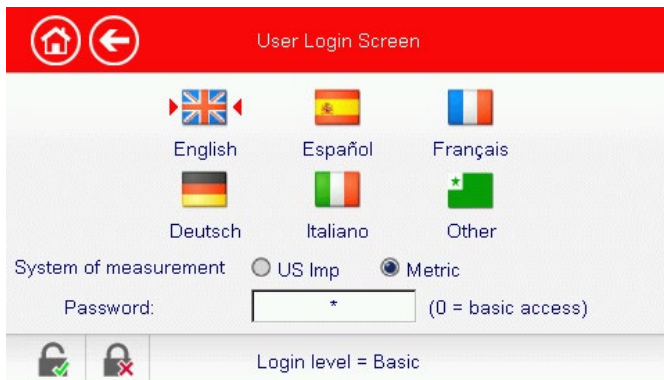 User Login Screen
English Español Français
Deutsch Italiano Other
System of measurement US Imp Metric
Password: * (0 = basic access)
Login level = Basic